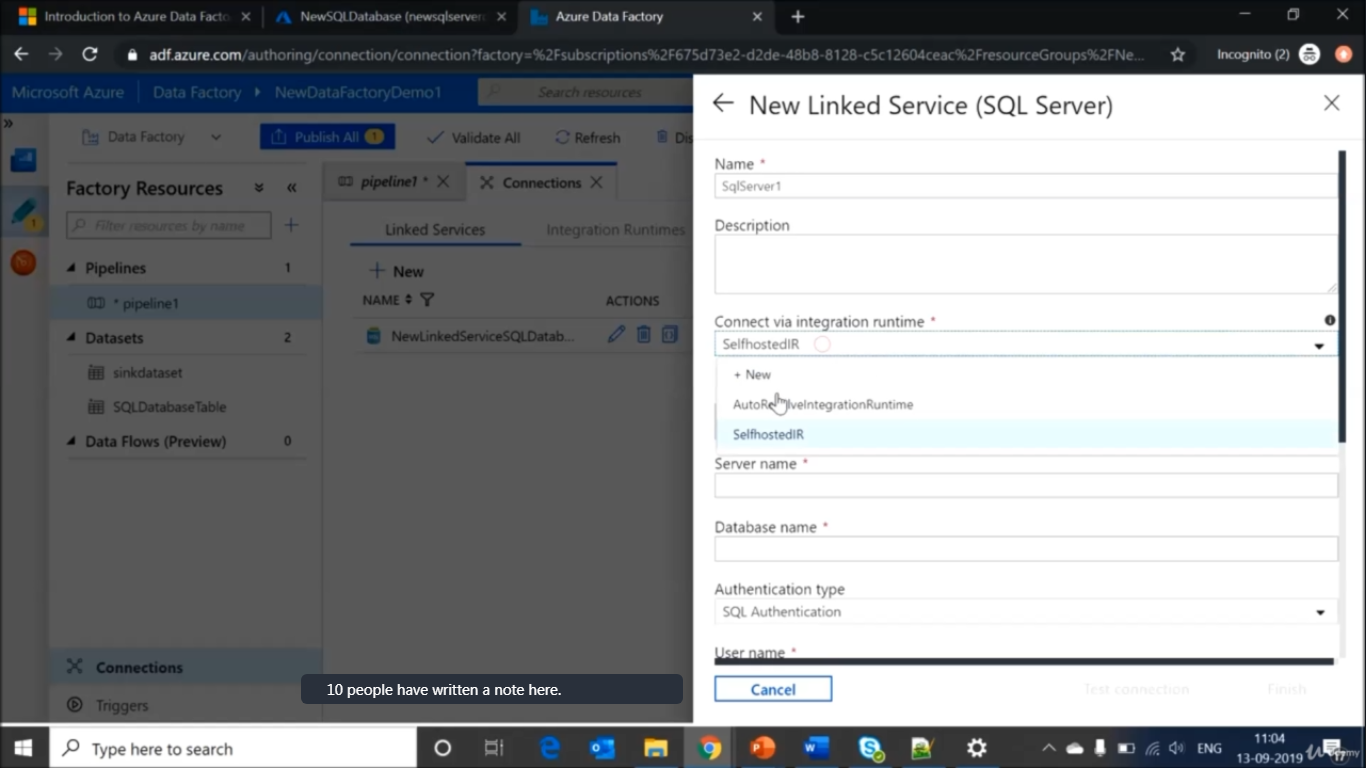 Introduction to Azure Data Facto
NewSQLDatabase (newsqlserver
Azure Data Factory
adf.azure.com/authoring/connection/connection?factory=%2Fsubscriptions%2F675d73e2-d2de-48b8-8128-c5c12604ceac%2FresourceGroups%2FNe...
Incognito (2)
Microsoft Azure
Data Factory
NewDataFactoryDemo1
Search resources
Data Factory
Publish All 1
Validate All
Refresh
Dis
Factory Resources
Filter resources by name
Pipelines 1
* pipeline1
Datasets 2
sinkdataset
SQLDatabaseTable
Data Flows (Preview) 0
Connections
Triggers
pipeline1 *
Connections
Linked Services
Integration Runtimes
+ New
NAME
ACTIONS
NewLinkedServiceSQLDatab...
New Linked Service (SQL Server)
Name *
SqlServer1
Description
Connect via integration runtime *
SelfhostedIR
+ New
SelfhostedIR
Server name *
Database name *
Authentication type
SQL Authentication
User name *
Cancel
Test connection
Finish
10 people have written a note here.
Type here to search
ENG
11:04
13-09-2019
17